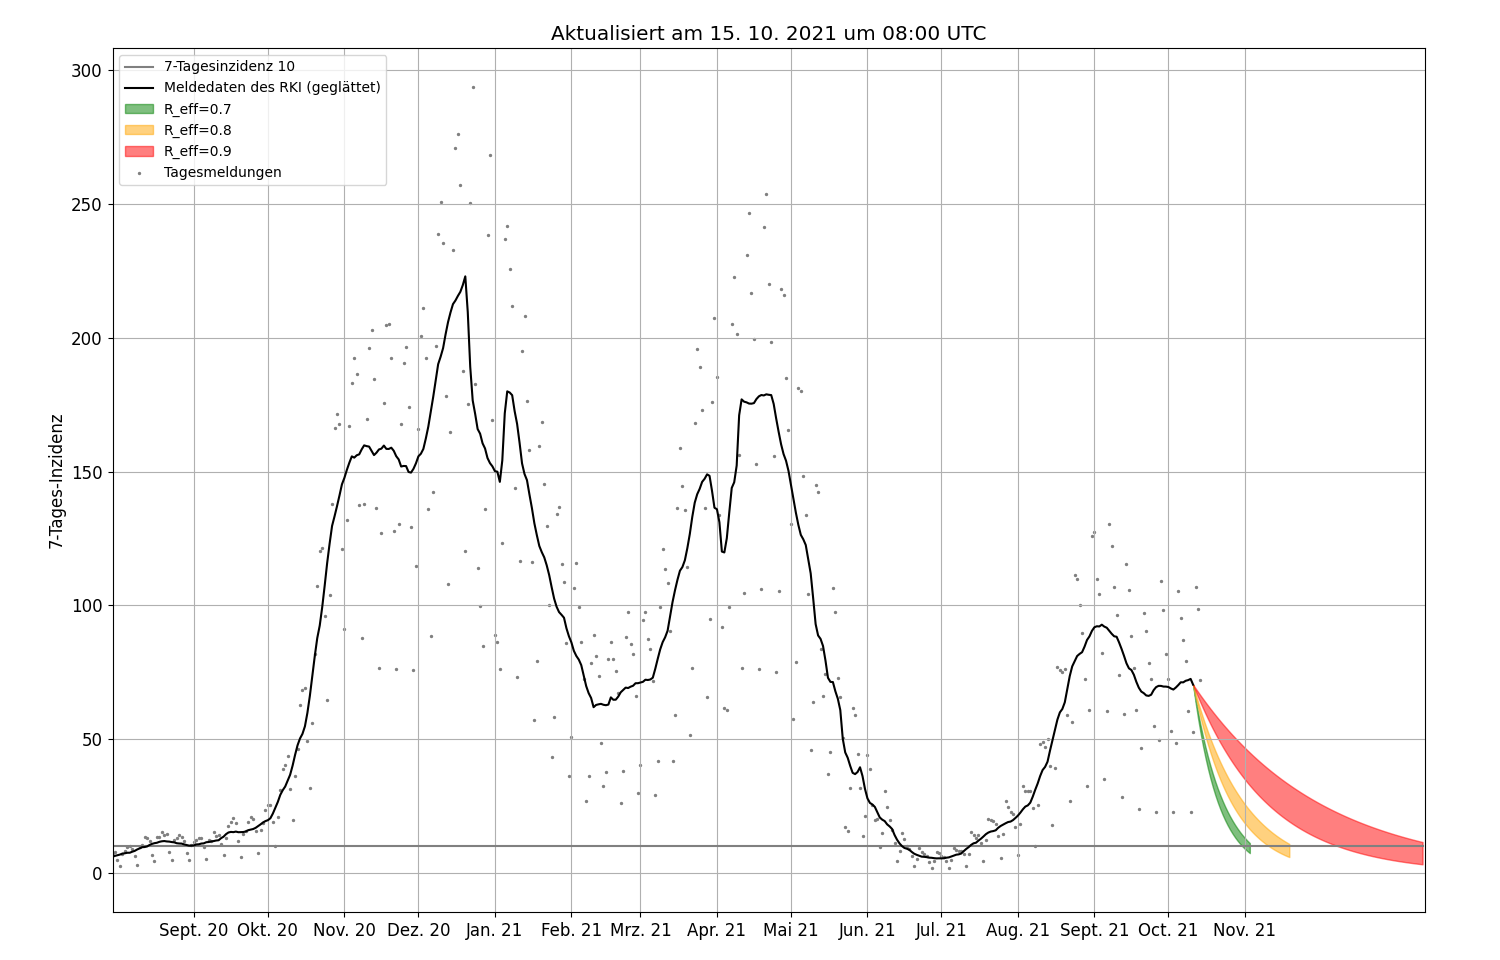 Aktualisiert am 15. 10. 2021 um 08:00 UTC
7-Tagesinzidenz 10
Meldedaten des RKI (geglättet)
R_eff=0.7
R_eff=0.8
R_eff=0.9
Tagesmeldungen
7-Tages-Inzidenz
300
250
200
150
100
50
0
Sept. 20 Okt. 20 Nov. 20 Dez. 20 Jan. 21 Feb. 21 Mrz. 21 Apr. 21 Mai 21 Jun. 21 Jul. 21 Aug. 21 Sept. 21 Oct. 21 Nov. 21